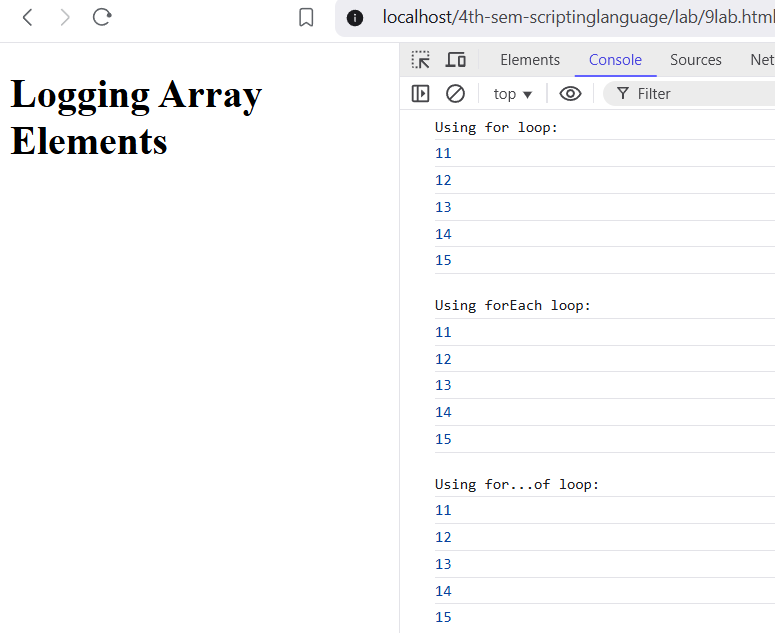 localhost/4th-sem-scriptinglanguage/lab/9lab.html
Elements Console Sources Net
top Filter
Logging Array
Elements
Using for loop:
11
12
13
14
15
Using forEach loop:
11
12
13
14
15
Using for...of loop:
11
12
13
14
15